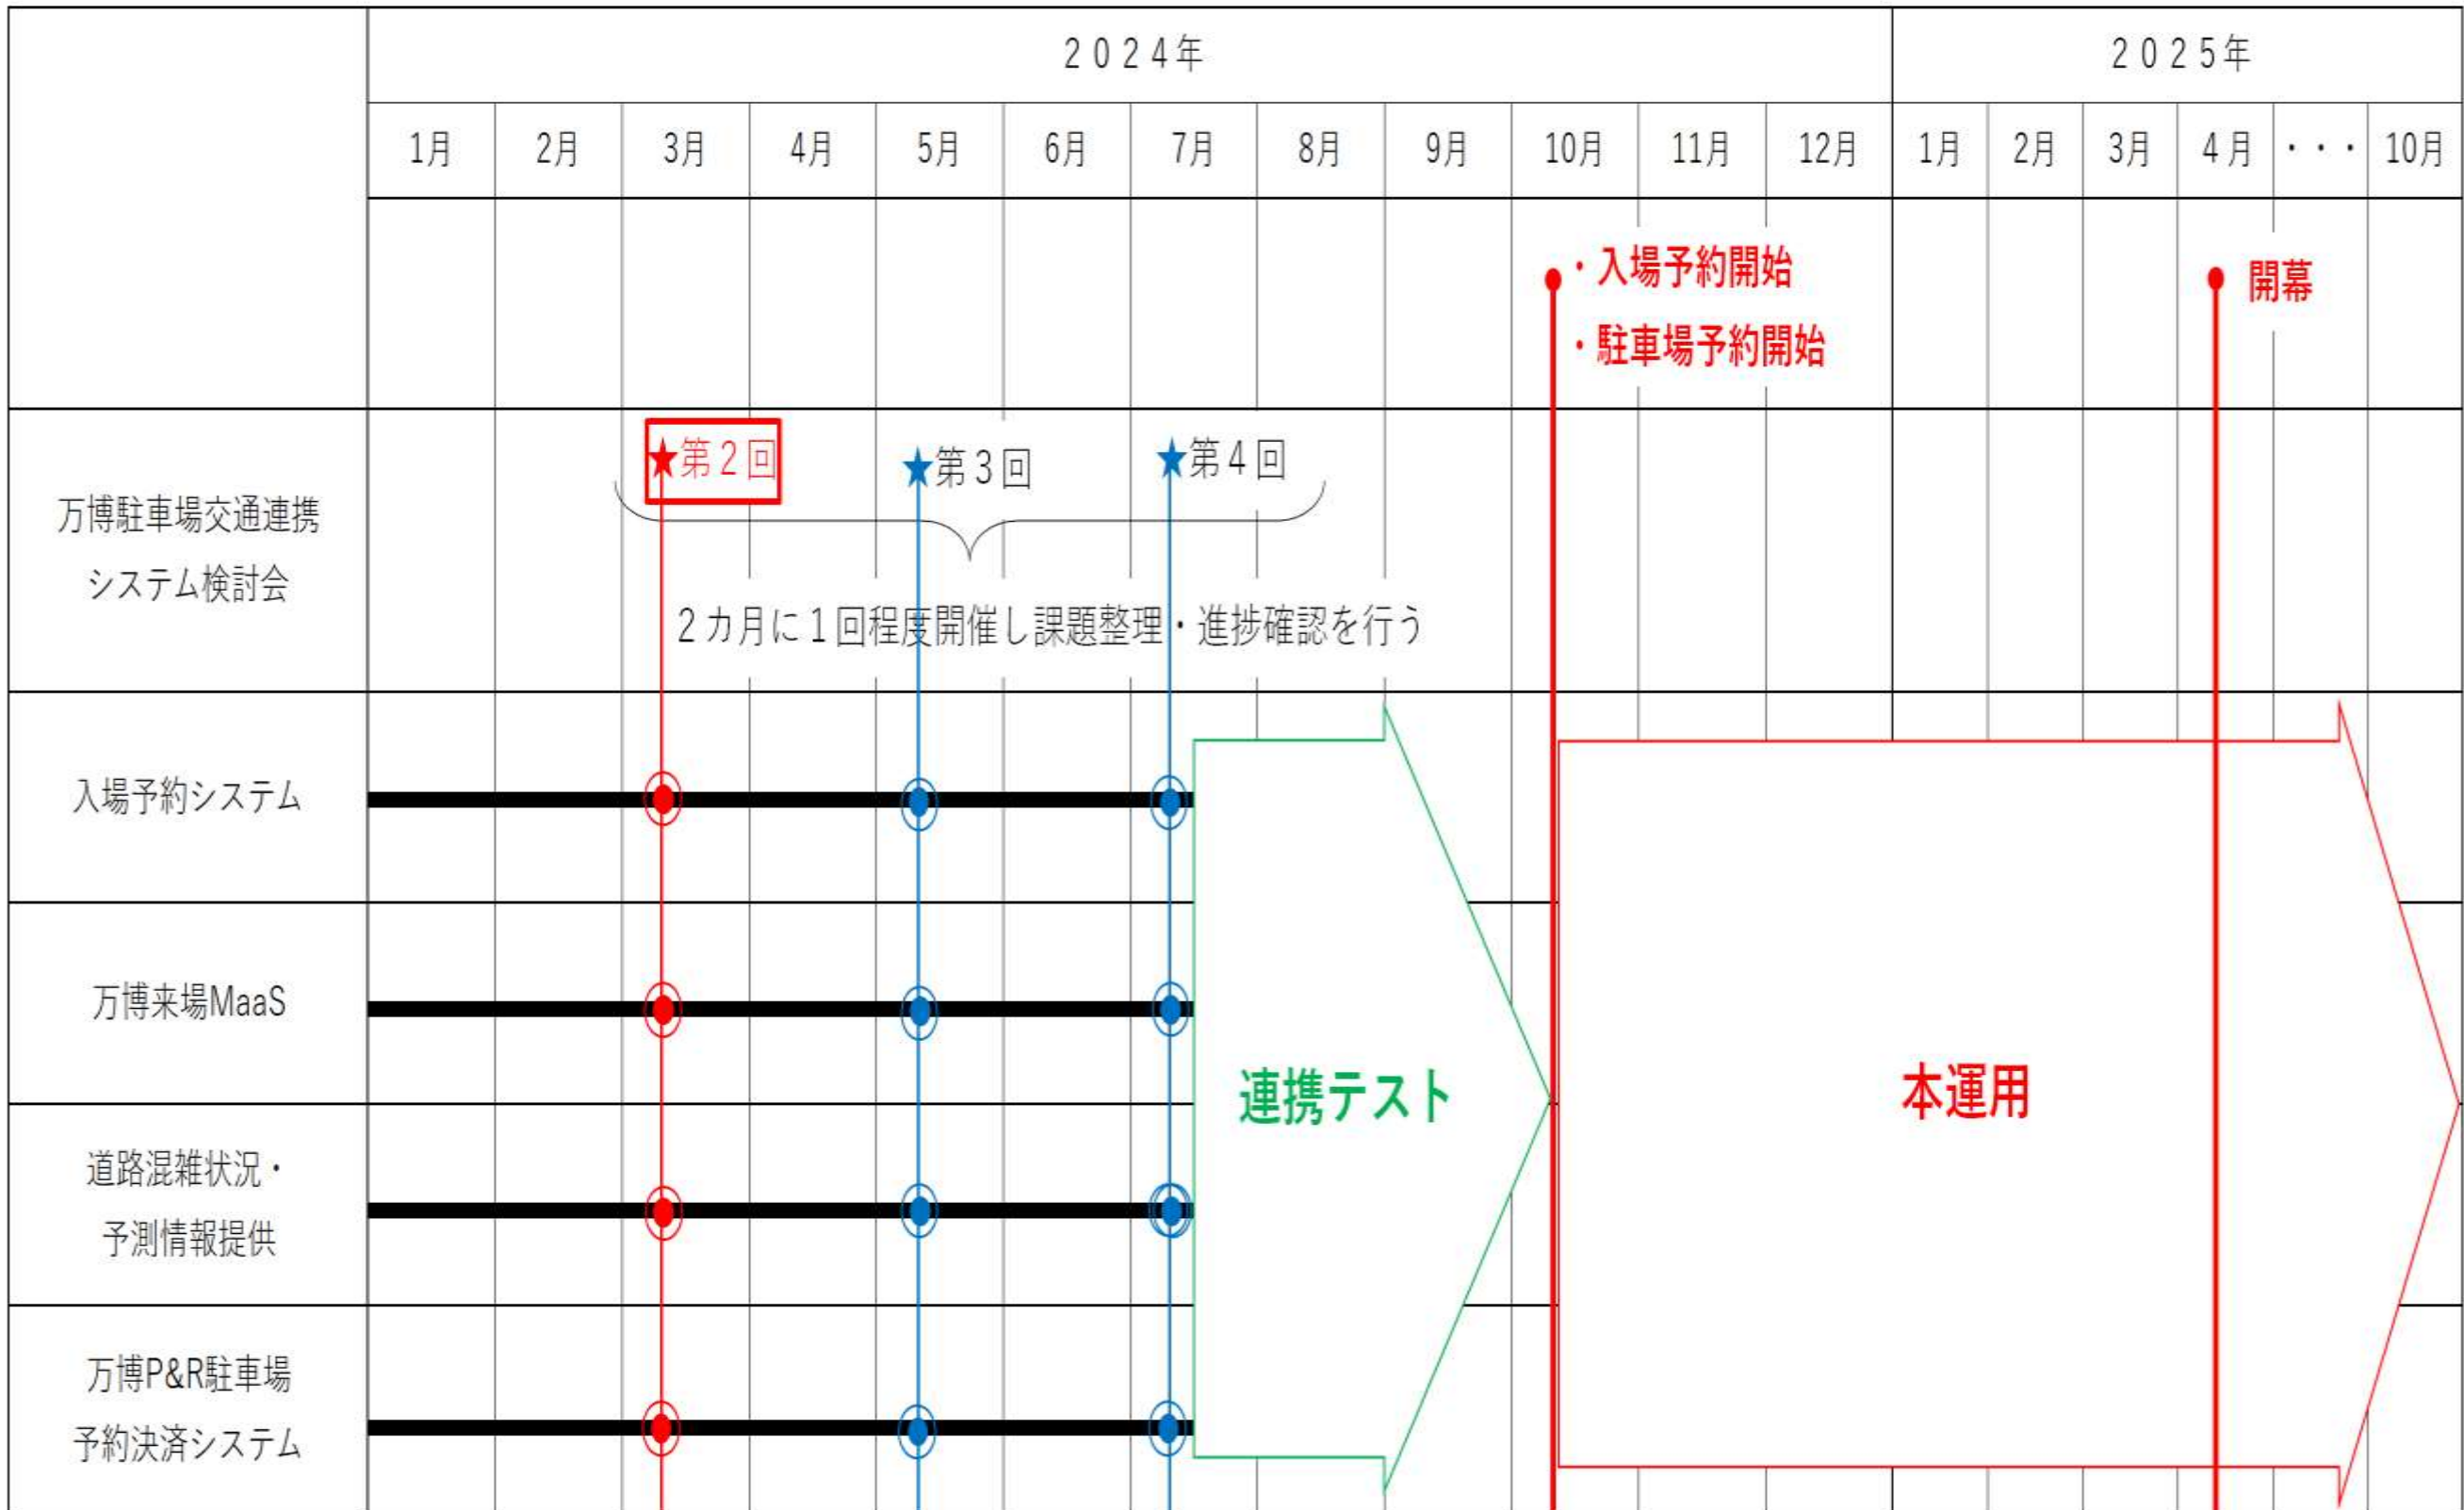 ２０２４年
２０２５年
1月
2月
3月
4月
5月
6月
7月
8月
9月
10月
11月
12月
1月
2月
3月
４月
・・・
10月
・入場予約開始
・駐車場予約開始
開幕
万博駐車場交通連携
システム検討会
★第２回
★第３回
★第４回
２カ月に１回程度開催し課題整理・進捗確認を行う
入場予約システム
万博来場MaaS
道路混雑状況・
予測情報提供
万博P&R駐車場
予約決済システム
連携テスト
本運用